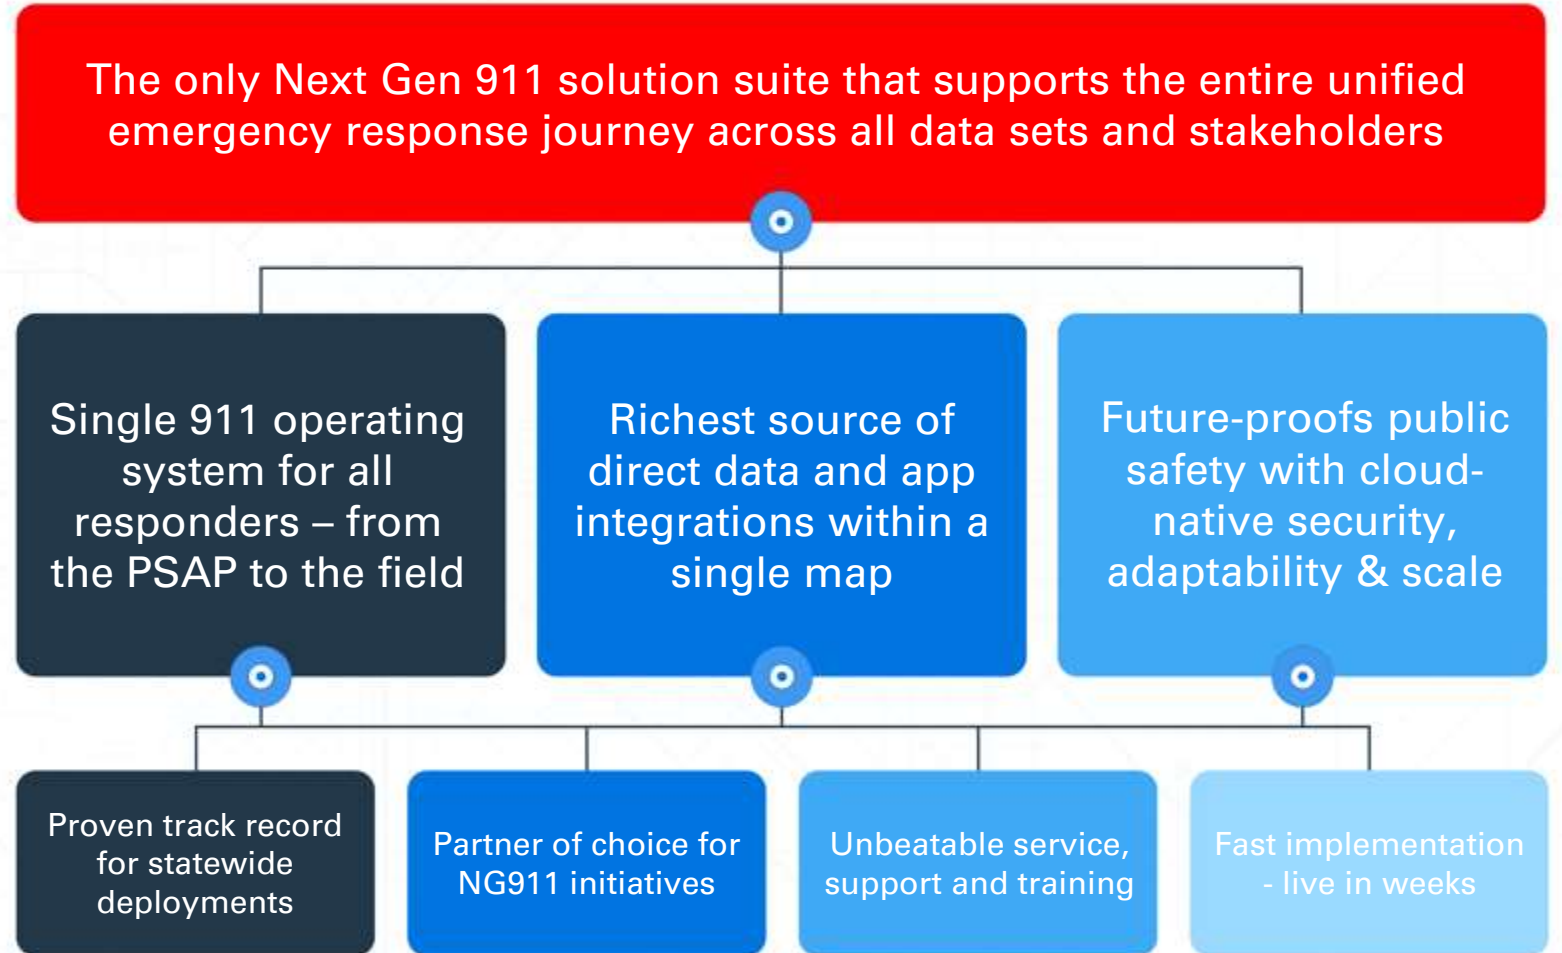 The only Next Gen 911 solution suite that supports the entire unified
emergency response journey across all data sets and stakeholders
Single 911 operating
system for all
responders – from
the PSAP to the field
Richest source of
direct data and app
integrations within a
single map
Future-proofs public
safety with cloud-
native security,
adaptability & scale
Proven track record
for statewide
deployments
Partner of choice for
NG911 initiatives
Unbeatable service,
support and training
Fast implementation
- live in weeks